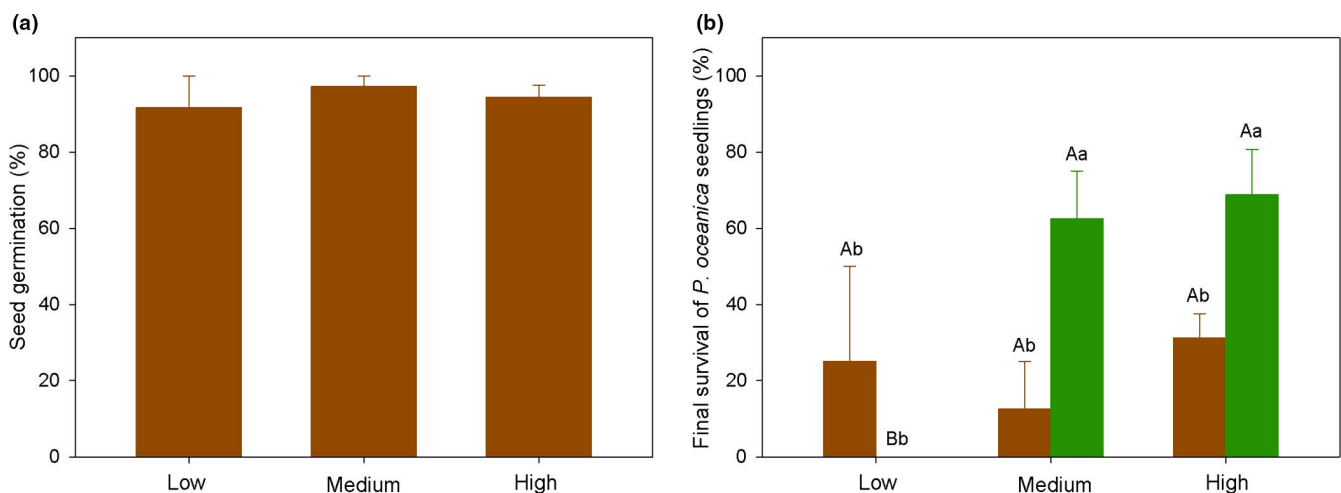 (a)
Seed germination (%)
100
80
60
40
20
0
Low
Medium
High
(b)
Final survival of P. oceanica seedlings (%)
100
80
60
40
20
0
Ab
Bb
Ab
Aa
Ab
Aa
Low
Medium
High